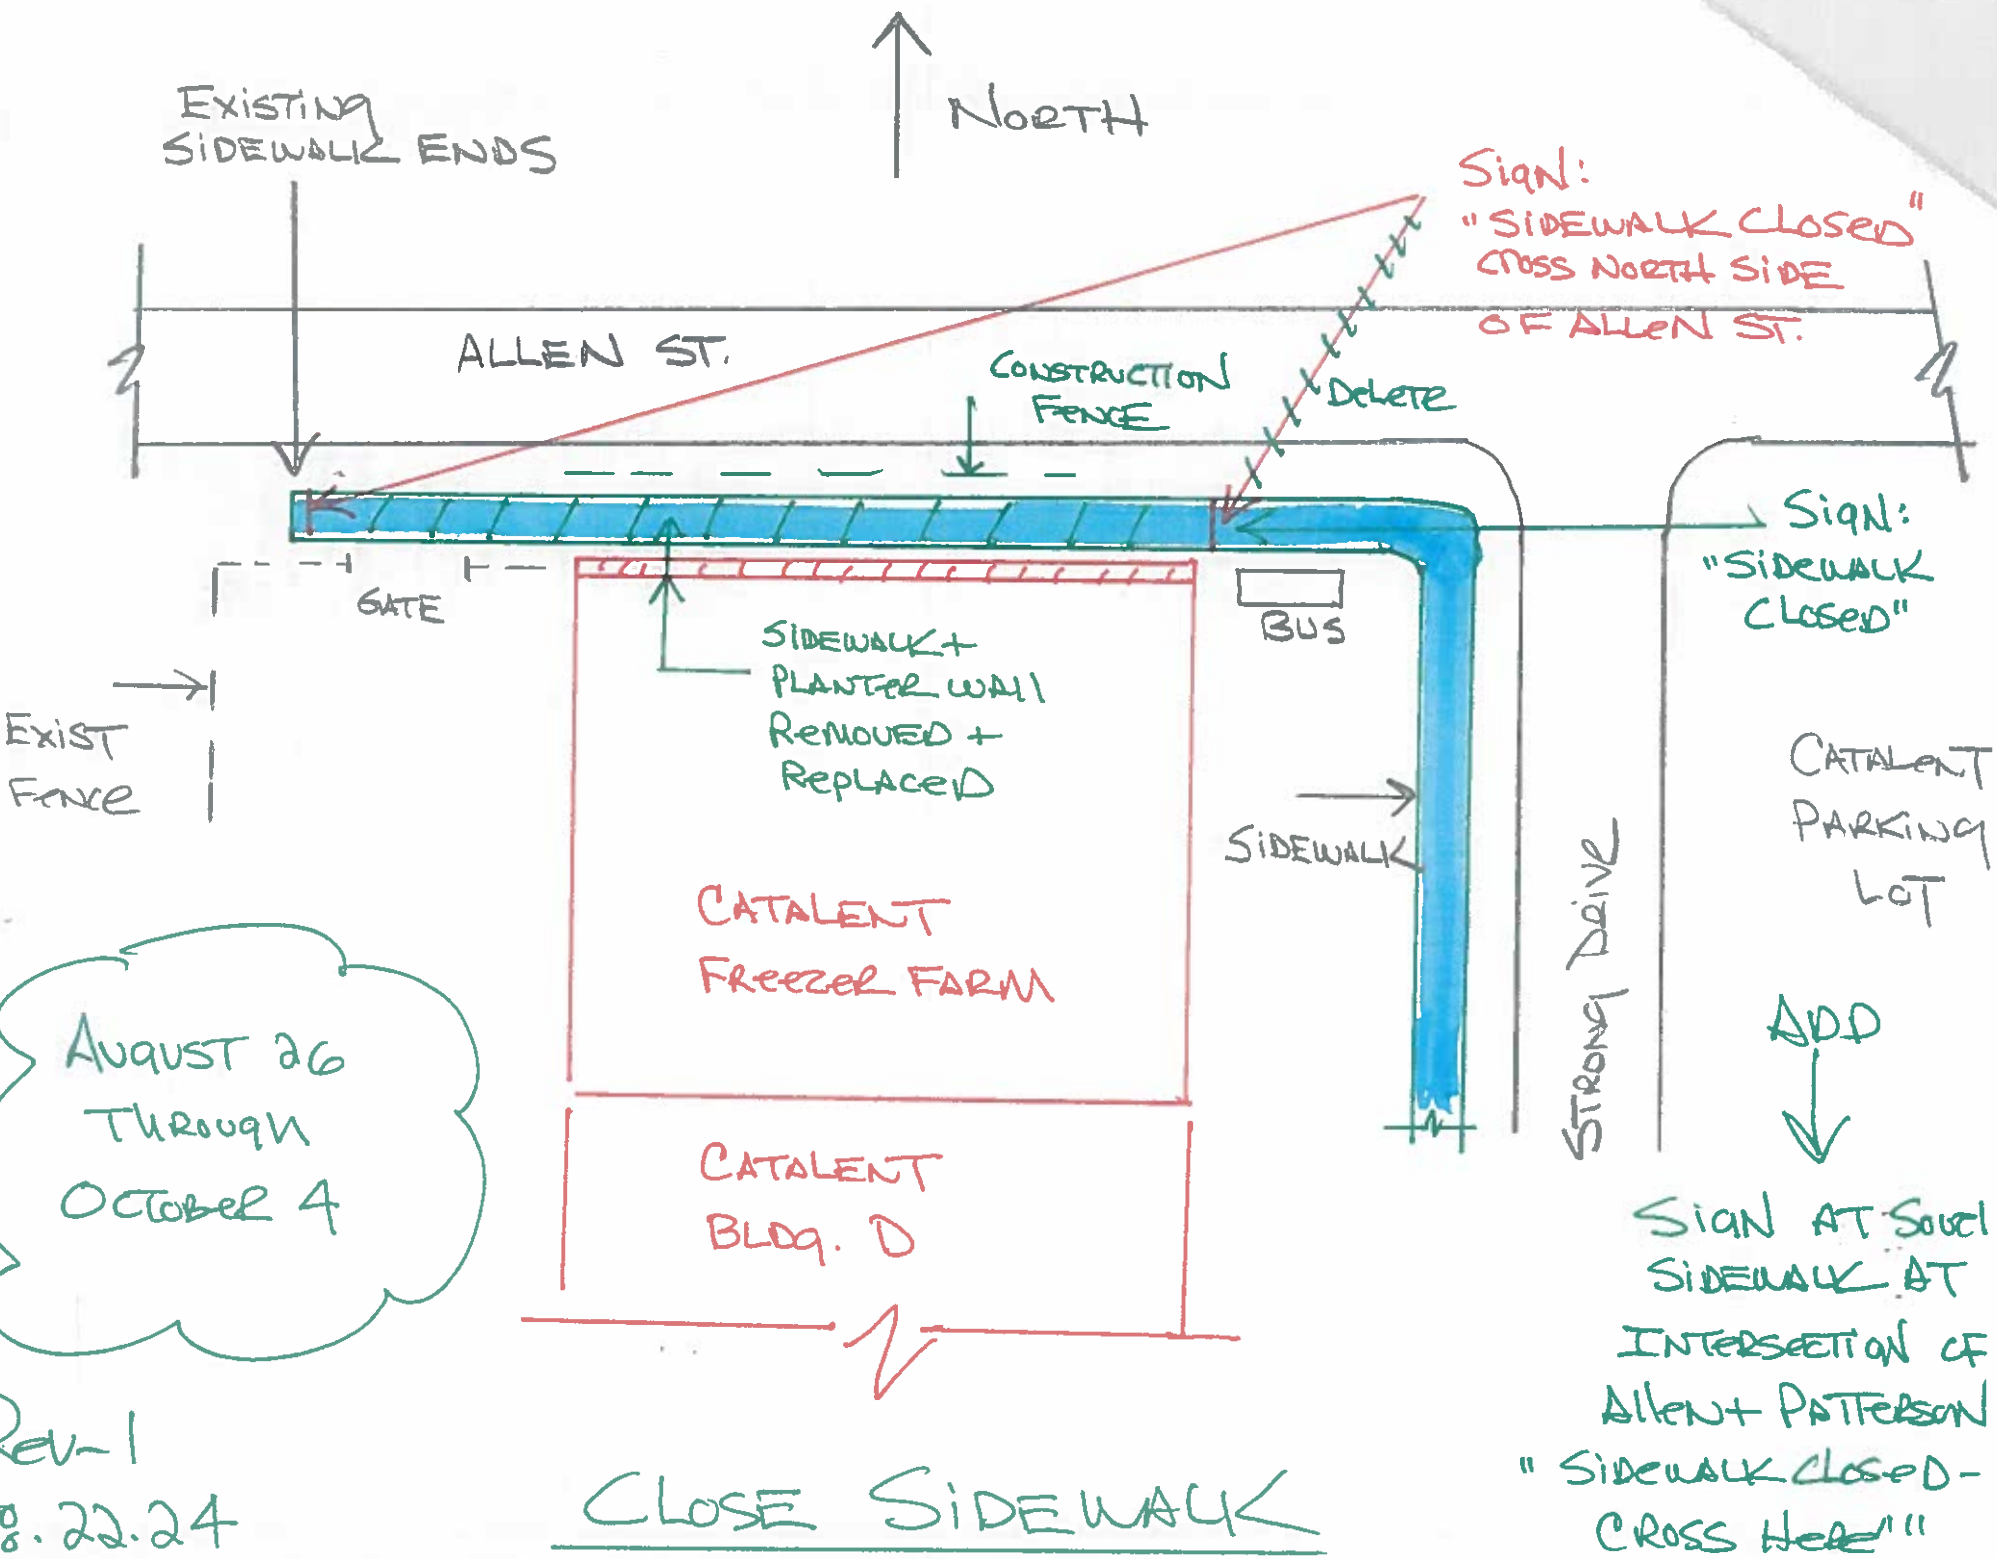 NORTH
EXISTING
SIDEWALK ENDS
Sign:
"SIDEWALK CLOSED"
CROSS NORTH SIDE
OF ALLEN ST.
ALLEN ST.
CONSTRUCTION
FENCE
DELETE
Sign:
"SIDEWALK
CLOSED"
GATE
BUS
SIDEWALK +
PLANTER WALL
REMOVED +
REPLACED
EXIST
FENCE
SIDEWALK
CATALENT
PARKING
LOT
STRONG DRIVE
CATALENT
FREEZER FARM
AUGUST 26
THROUGH
OCTOBER 4
ADD
CATALENT
BLDG. D
SIGN AT
SIDEWALK AT
INTERSECTION OF
ALLEN + PATTERSON
"SIDEWALK CLOSED-
CROSS HERE""
Rev-1
8.22.24
CLOSE SIDEWALK